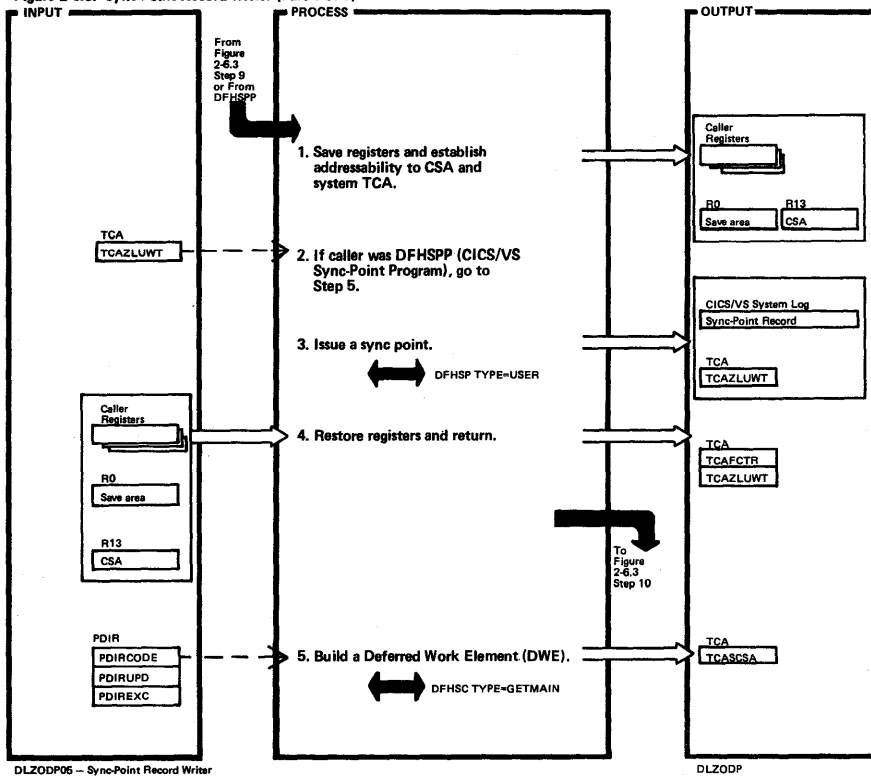 INPUT
PROCESS
OUTPUT
From
Figure
2-6.3
Step 9
or From
DFHSPP
1. Save registers and establish
addressability to CSA and
system TCA.
Caller
Registers
R0
Save area
R13
CSA
TCA
TCAZLUWT
2. If caller was DFHSPP (CICS/VS
Sync-Point Program), go to
Step 5.
3. Issue a sync point.
DFHSP TYPE=USER
CICS/VS System Log
Sync-Point Record
TCA
TCAZLUWT
Caller
Registers
R0
Save area
R13
CSA
4. Restore registers and return.
TCA
TCAFCTR
TCAZLUWT
To
Figure
2-6.3
Step 10
PDIR
PDIRCODE
PDIRUPD
PDIREXC
5. Build a Deferred Work Element (DWE).
DFHSC TYPE=GETMAIN
TCA
TCASCSA
DLZODP05 — Sync-Point Record Writer
DLZODP